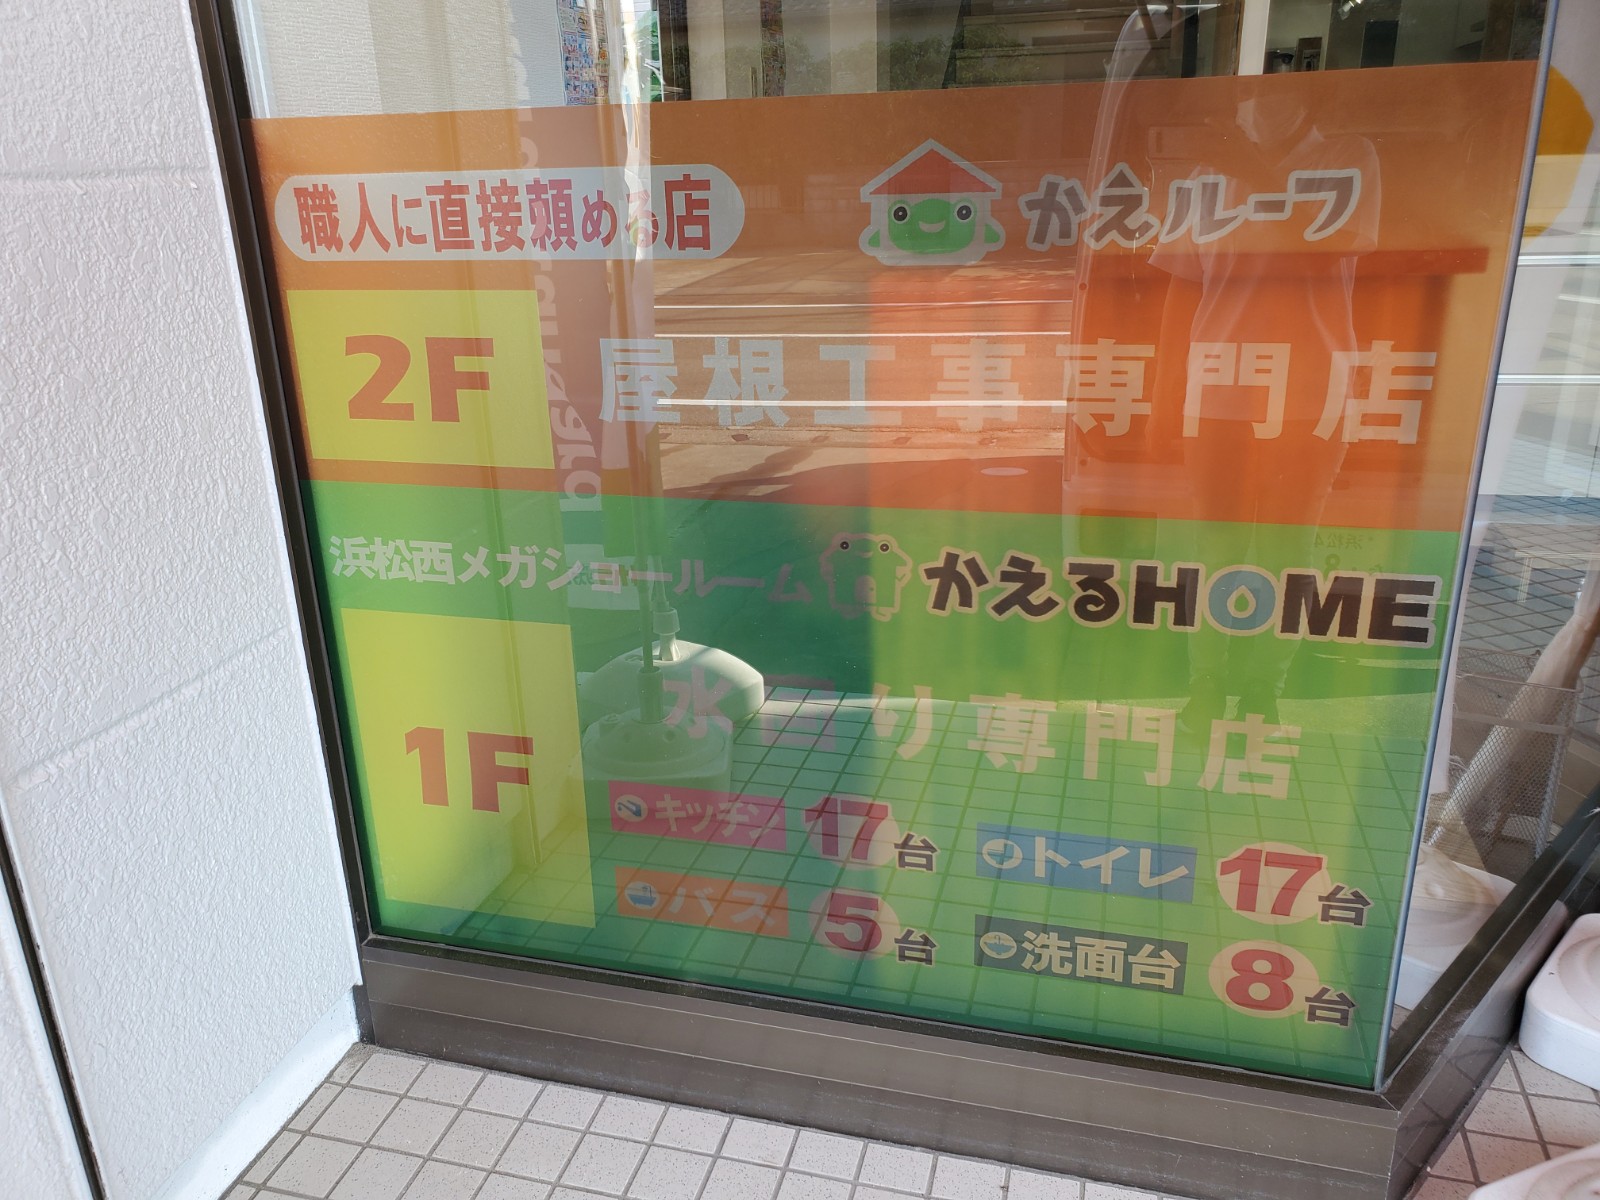 職人に直接頼める店
かえルーフ
2F
屋根工事専門店
浜松西メガショールーム
かえるHOME
1F
水回り専門店
キッチン 17台
トイレ 17台
バス 5台
洗面台 8台